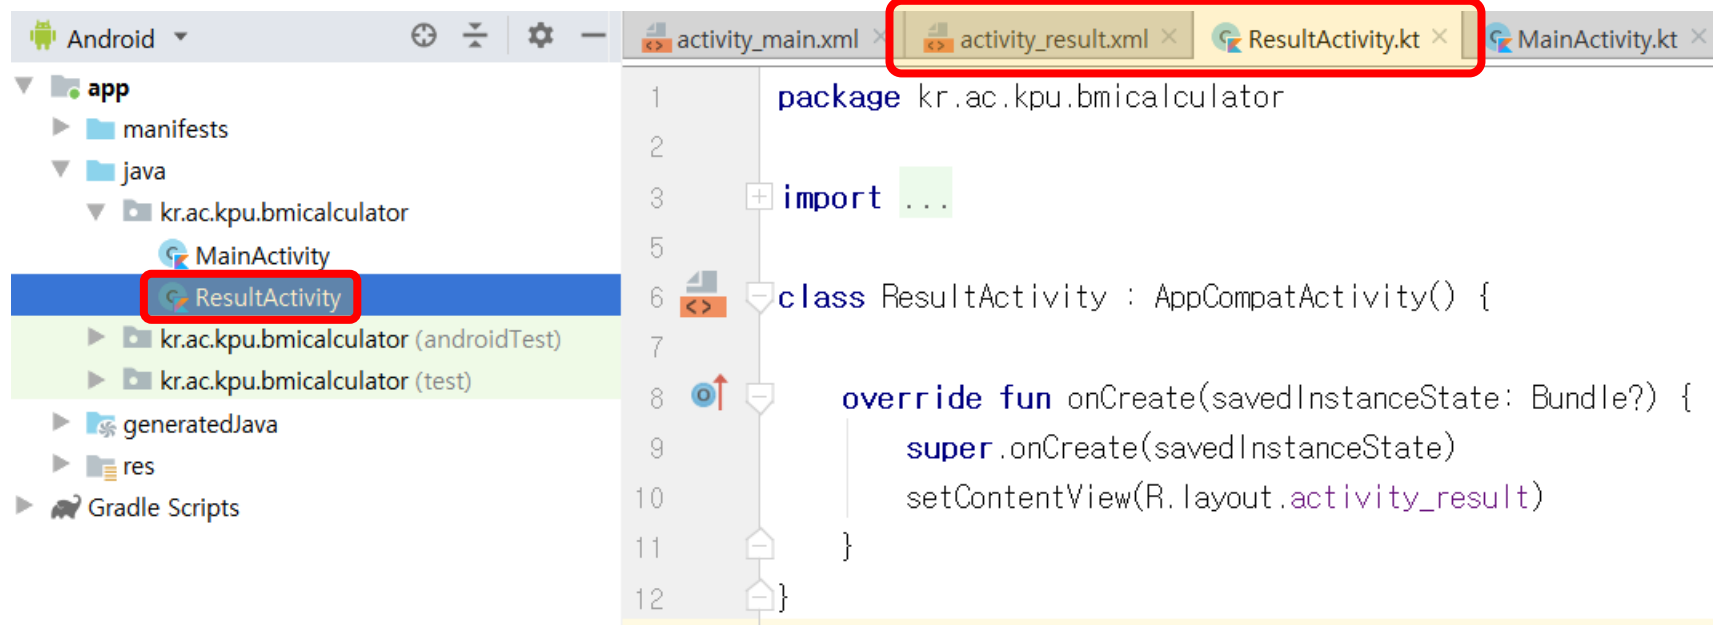 Android
app
manifests
java
kr.ac.kpu.bmicalculator
MainActivity
ResultActivity
kr.ac.kpu.bmicalculator (androidTest)
kr.ac.kpu.bmicalculator (test)
generatedJava
res
Gradle Scripts
activity_main.xml activity_result.xml ResultActivity.kt MainActivity.kt
1 package kr.ac.kpu.bmicalculator
2
3 import ...
5
6 class ResultActivity : AppCompatActivity() {
7
8 override fun onCreate(savedInstanceState: Bundle?) {
9 super.onCreate(savedInstanceState)
10 setContentView(R.layout.activity_result)
11 }
12 }